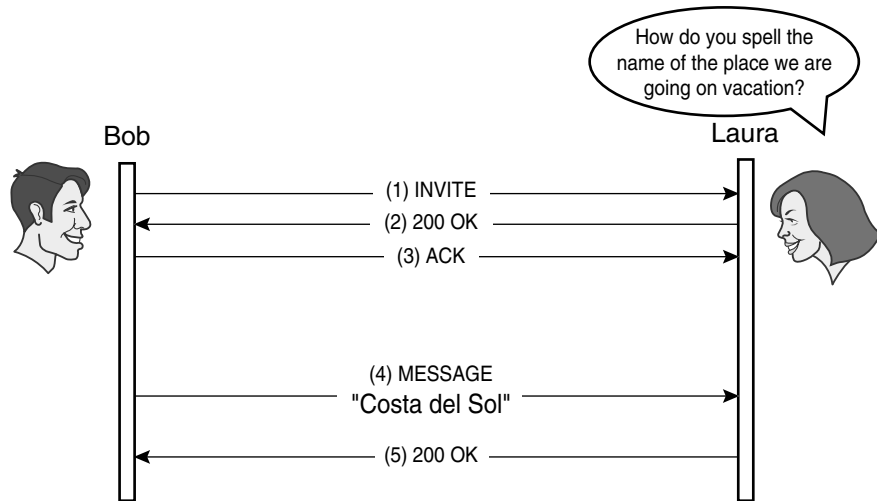 How do you spell the
name of the place we are
going on vacation?
Bob
Laura
(1) INVITE
(2) 200 OK
(3) ACK
(4) MESSAGE
"Costa del Sol"
(5) 200 OK